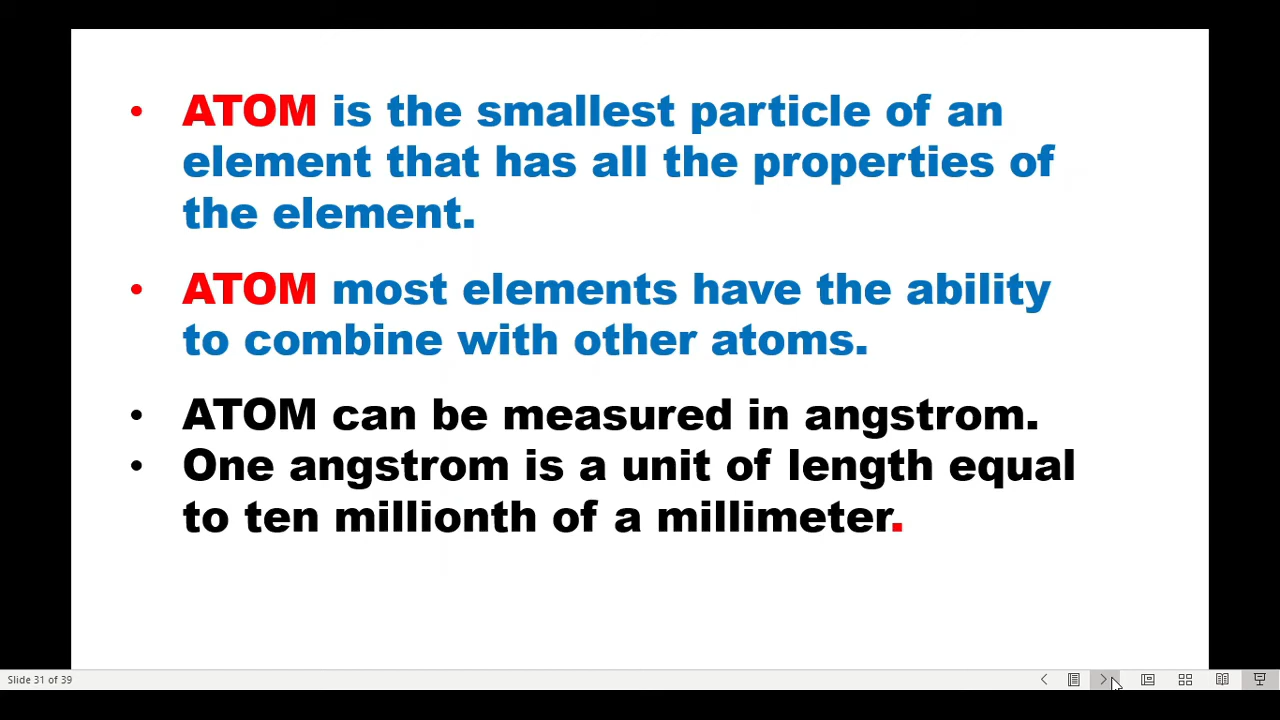 • ATOM is the smallest particle of an
element that has all the properties of
the element.
• ATOM most elements have the ability
to combine with other atoms.
• ATOM can be measured in angstrom.
• One angstrom is a unit of length equal
to ten millionth of a millimeter.
Slide 31 of 39